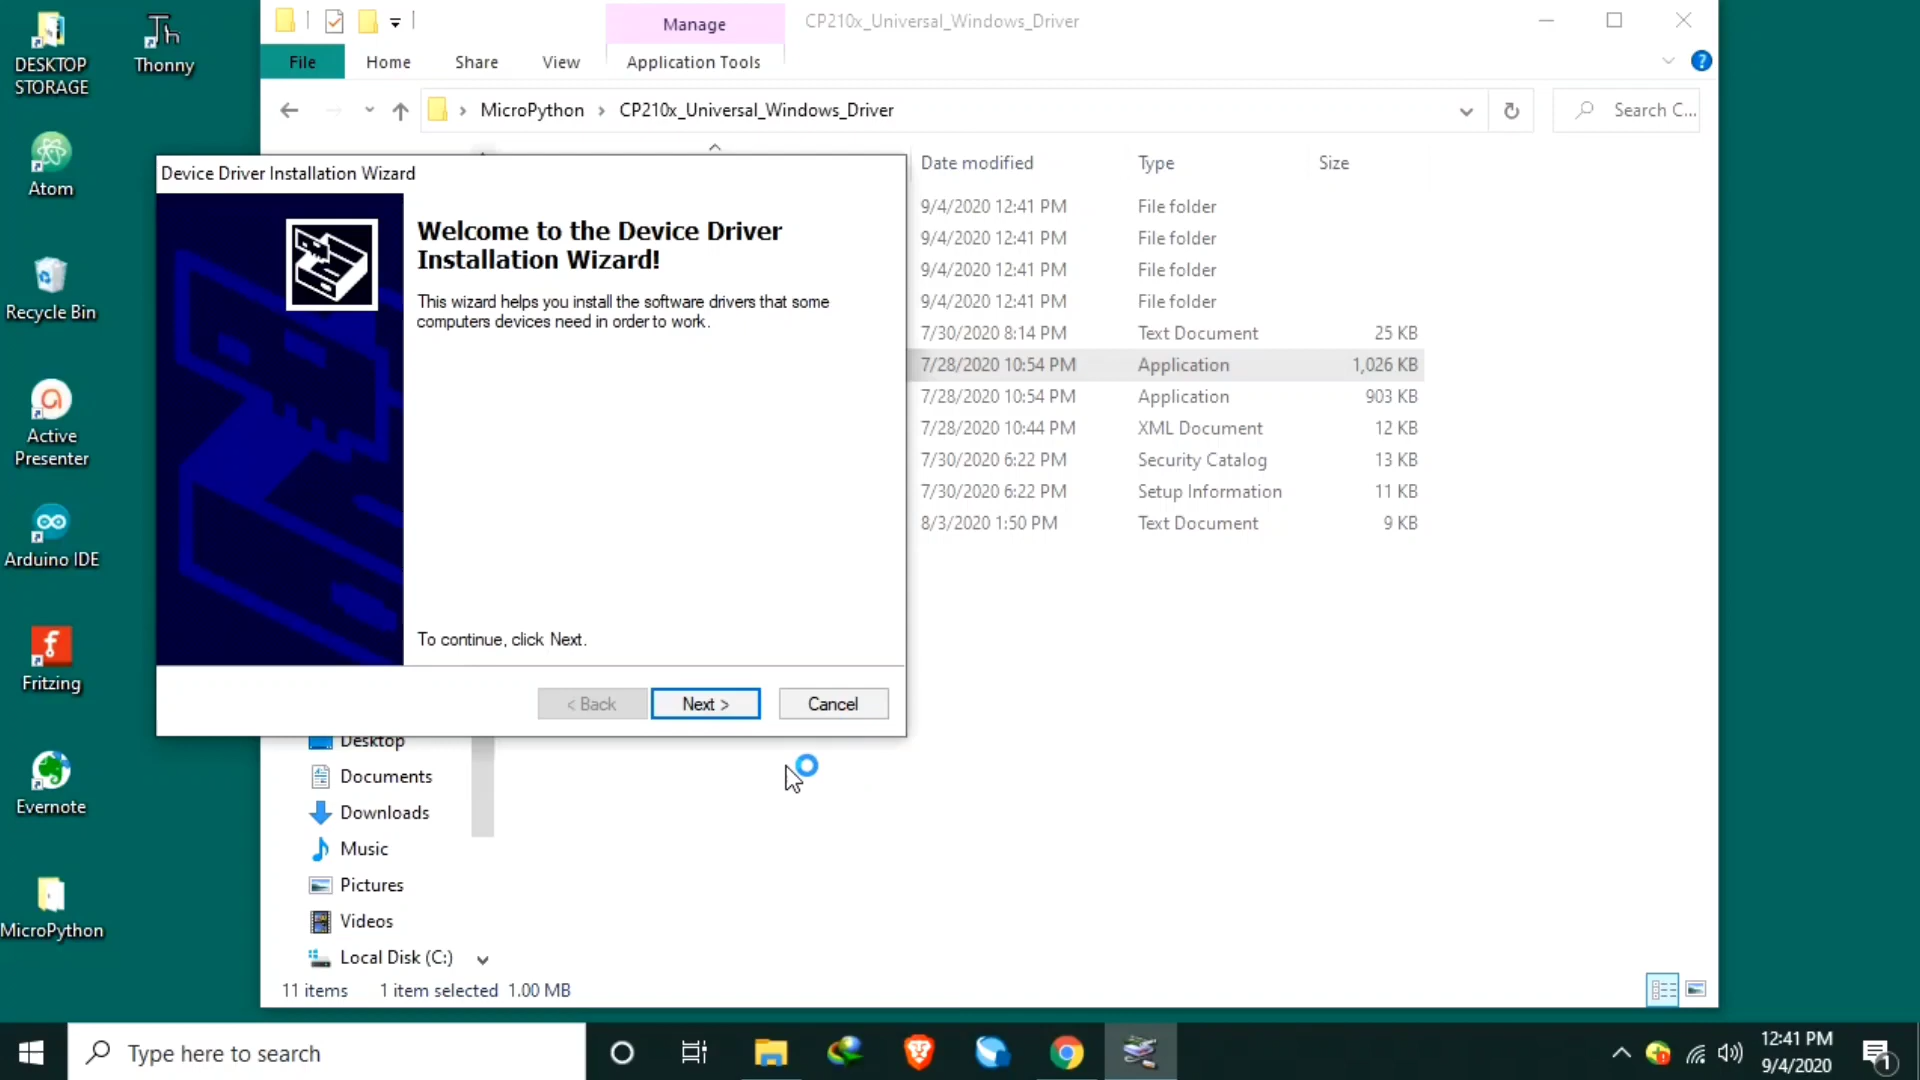 DESKTOP
STORAGE
Thonny
Atom
Recycle Bin
Active
Presenter
Arduino IDE
Fritzing
Evernote
MicroPython
Manage
CP210x_Universal_Windows_Driver
File
Home
Share
View
Application Tools
?
MicroPython
CP210x_Universal_Windows_Driver
Search C...
Date modified
Type
Size
9/4/2020 12:41 PM File folder
9/4/2020 12:41 PM File folder
9/4/2020 12:41 PM File folder
9/4/2020 12:41 PM File folder
7/30/2020 8:14 PM Text Document 25 KB
7/28/2020 10:54 PM Application 1,026 KB
7/28/2020 10:54 PM Application 903 KB
7/28/2020 10:44 PM XML Document 12 KB
7/30/2020 6:22 PM Security Catalog 13 KB
7/30/2020 6:22 PM Setup Information 11 KB
8/3/2020 1:50 PM Text Document 9 KB
Device Driver Installation Wizard
Welcome to the Device Driver
Installation Wizard!
This wizard helps you install the software drivers that some
computers devices need in order to work.
To continue, click Next.
< Back
Next >
Cancel
Desktop
Documents
Downloads
Music
Pictures
Videos
Local Disk (C:)
11 items 1 item selected 1.00 MB
Type here to search
12:41 PM
9/4/2020
1